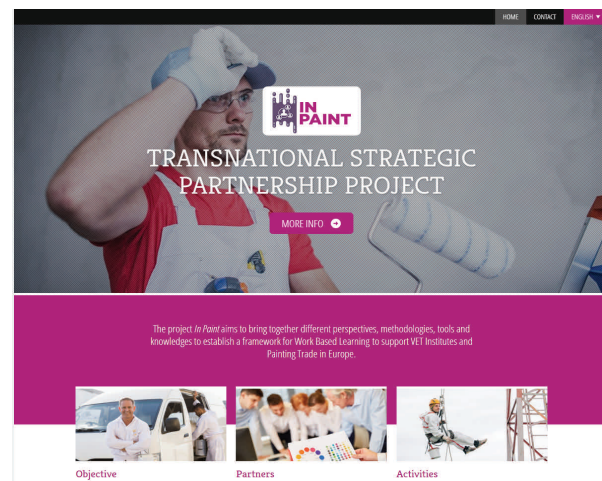 HOME CONTACT ENGLISH
IN
PAINT
TRANSNATIONAL STRATEGIC
PARTNERSHIP PROJECT
MORE INFO
The project In Paint aims to bring together different perspectives, methodologies, tools and
knowledges to establish a framework for Work Based Learning to support VET Institutes and
Painting Trade in Europe.
Objective Partners Activities